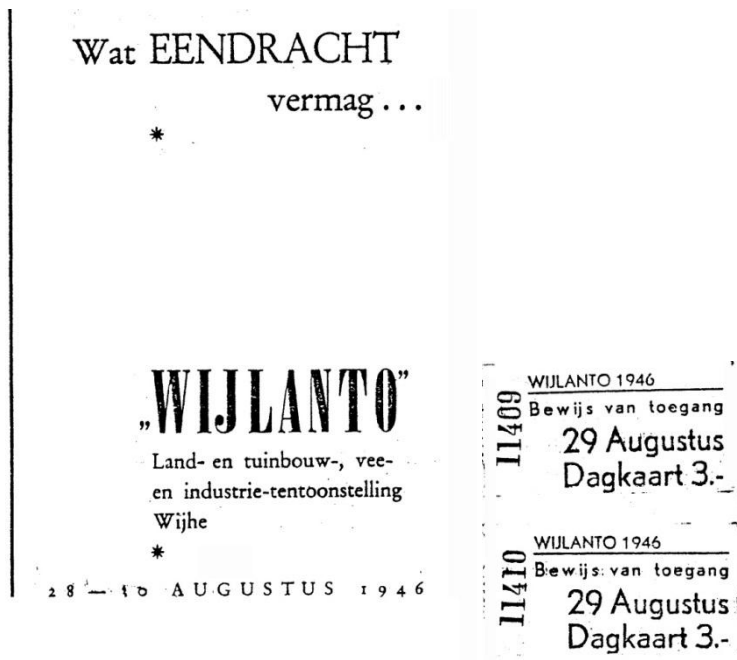 Wat EENDRACHT
vermag...
*
„WIJLANTO”
Land- en tuinbouw-, vee-
en industrie-tentoonstelling
Wijhe
*
28 — AUGUSTUS 1946
11409
WIJLANTO 1946
Bewijs van toegang
29 Augustus
Dagkaart 3.-
11410
WIJLANTO 1946
Bewijs van toegang
29 Augustus
Dagkaart 3.-